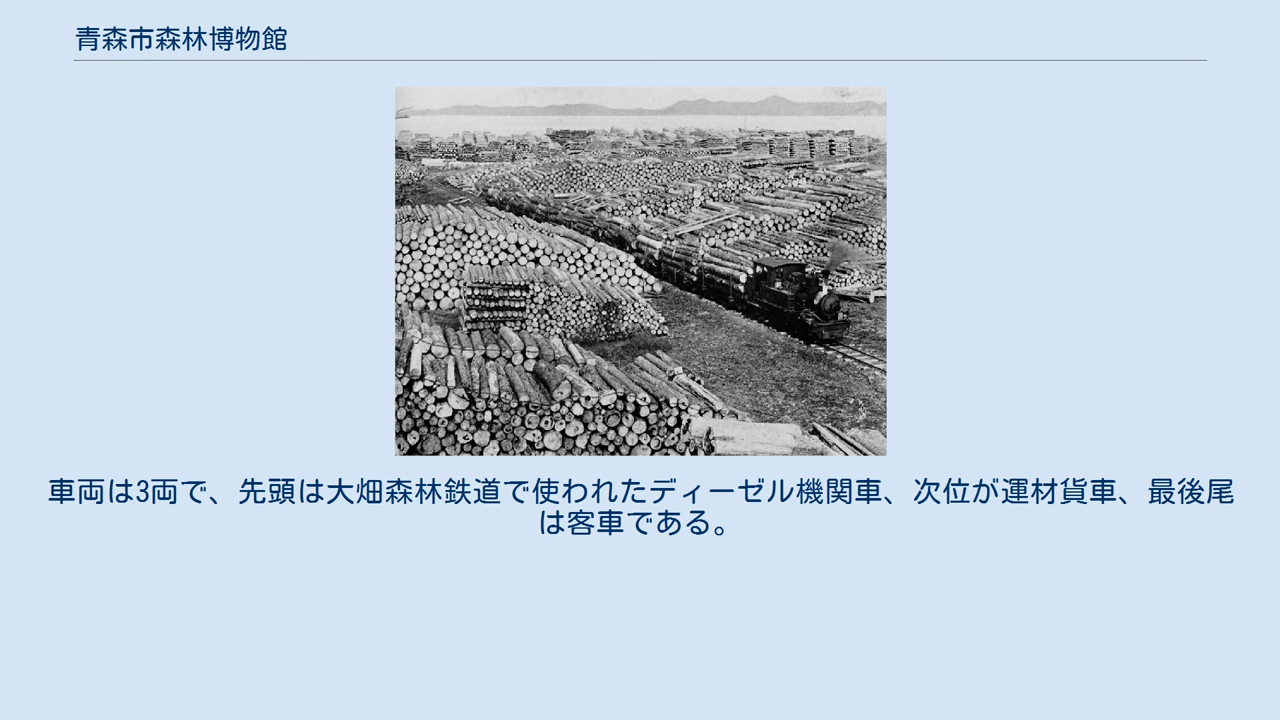 青森市森林博物館
車両は3両で、先頭は大畑森林鉄道で使われたディーゼル機関車、次位が運材貨車、最後尾
は客車である。